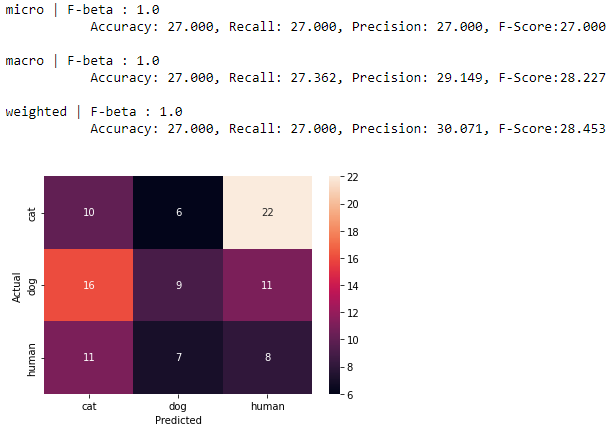 micro | F-beta : 1.0
Accuracy: 27.000, Recall: 27.000, Precision: 27.000, F-Score:27.000
macro | F-beta : 1.0
Accuracy: 27.000, Recall: 27.362, Precision: 29.149, F-Score:28.227
weighted | F-beta : 1.0
Accuracy: 27.000, Recall: 27.000, Precision: 30.071, F-Score:28.453
Actual
cat
10 6 22
dog
16 9 11
human
11 7 8
cat dog human
Predicted
22
20
18
16
14
12
10
8
6